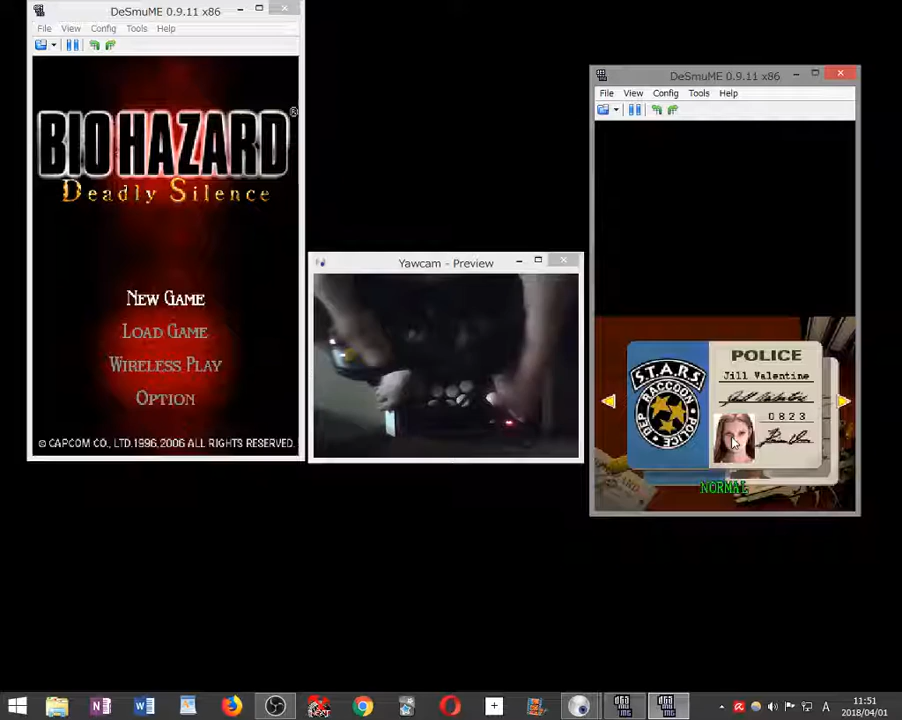 DeSmuME 0.9.11 x86
File View Config Tools Help
BIOHAZARD®
Deadly Silence
NEW GAME
LOAD GAME
WIRELESS PLAY
OPTION
© CAPCOM CO., LTD.1996,2006 ALL RIGHTS RESERVED.
Yawcam - Preview
DeSmuME 0.9.11 x86
File View Config Tools Help
S.T.A.R.S.
RACCOON
POLICE
DEP
POLICE
Jill Valentine
0823
NORMAL
A
11:51
2018/04/01